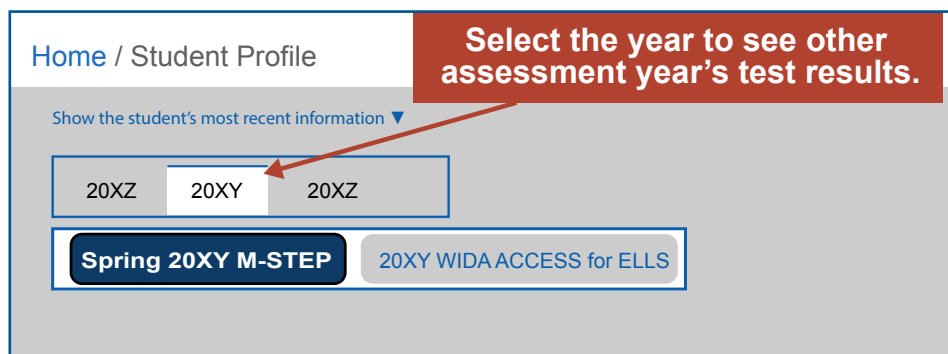 Home / Student Profile
Select the year to see other
assessment year’s test results.
Show the student’s most recent information ▼
20XZ 20XY 20XZ
Spring 20XY M-STEP 20XY WIDA ACCESS for ELLS